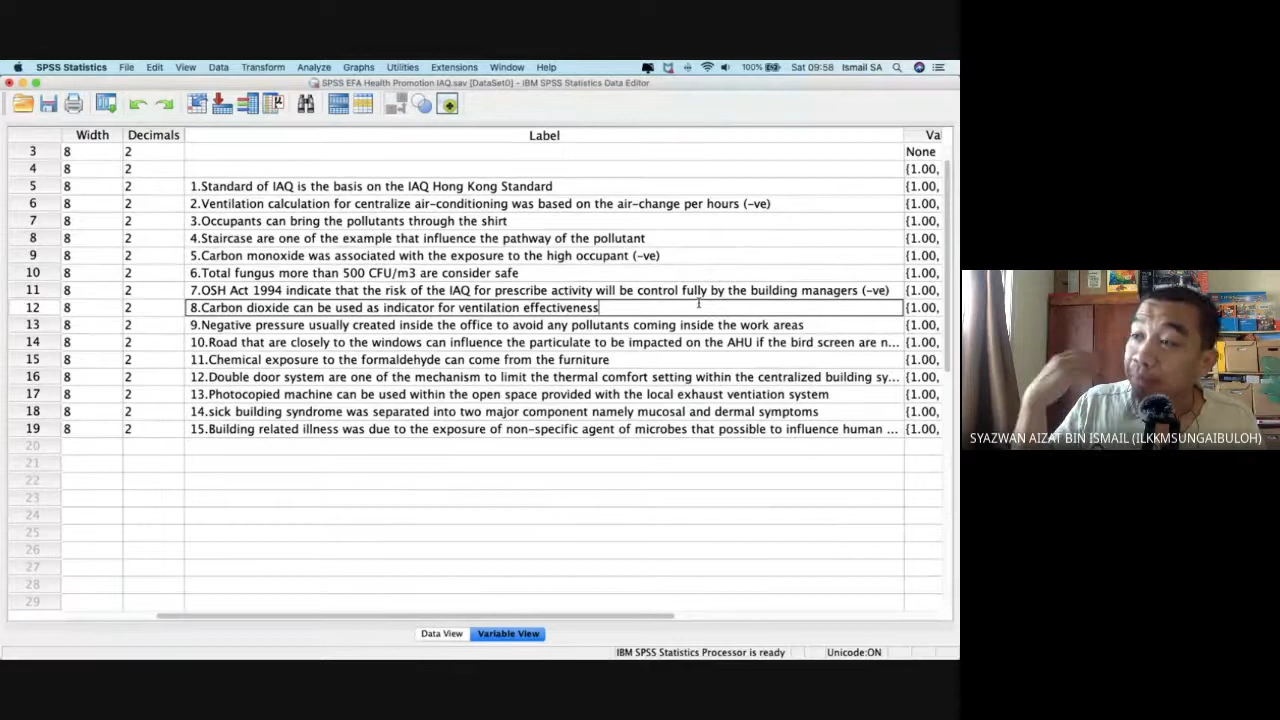 SPSS Statistics File Edit View Data Transform Analyze Graphs Utilities Extensions Window Help 100% Sat 09:58 Ismail SA
SPSS EFA Health Promotion IAQ.sav [DataSet0] - IBM SPSS Statistics Data Editor
Width Decimals Label Va
3 8 2 None
4 8 2 {1.00,
5 8 2 1.Standard of IAQ is the basis on the IAQ Hong Kong Standard {1.00,
6 8 2 2.Ventilation calculation for centralize air-conditioning was based on the air-change per hours (-ve) {1.00,
7 8 2 3.Occupants can bring the pollutants through the shirt {1.00,
8 8 2 4.Staircase are one of the example that influence the pathway of the pollutant {1.00,
9 8 2 5.Carbon monoxide was associated with the exposure to the high occupant (-ve) {1.00,
10 8 2 6.Total fungus more than 500 CFU/m3 are consider safe {1.00,
11 8 2 7.OSH Act 1994 indicate that the risk of the IAQ for prescribe activity will be control fully by the building managers (-ve) {1.00,
12 8 2 8.Carbon dioxide can be used as indicator for ventilation effectiveness {1.00,
13 8 2 9.Negative pressure usually created inside the office to avoid any pollutants coming inside the work areas {1.00,
14 8 2 10.Road that are closely to the windows can influence the particulate to be impacted on the AHU if the bird screen are n... {1.00,
15 8 2 11.Chemical exposure to the formaldehyde can come from the furniture {1.00,
16 8 2 12.Double door system are one of the mechanism to limit the thermal comfort setting within the centralized building sy... {1.00,
17 8 2 13.Photocopied machine can be used within the open space provided with the local exhaust ventiation system {1.00,
18 8 2 14.sick building syndrome was separated into two major component namely mucosal and dermal symptoms {1.00,
19 8 2 15.Building related illness was due to the exposure of non-specific agent of microbes that possible to influence human ... {1.00,
20
21
22
23
24
25
26
27
28
29
Data View Variable View
IBM SPSS Statistics Processor is ready Unicode:ON
SYAZWAN AIZAT BIN ISMAIL (ILKKMSUNGAIBULOH)